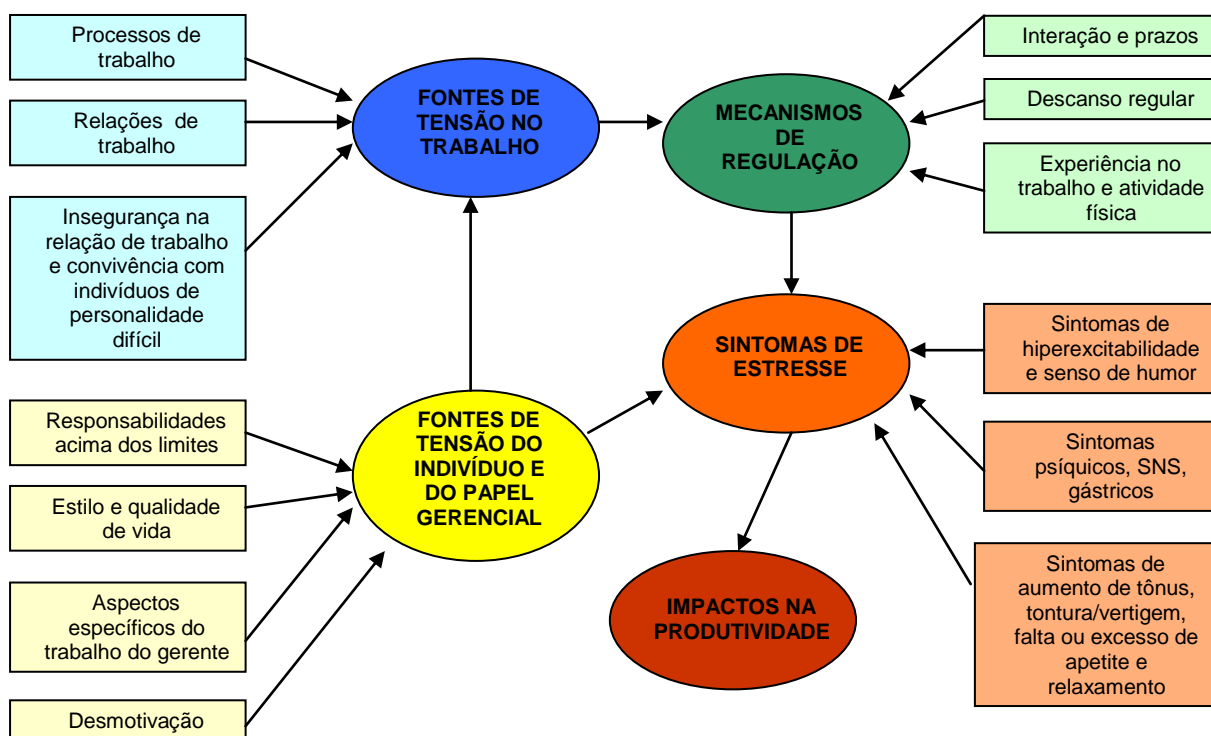 Processos de
trabalho
Relações de
trabalho
Insegurança na
relação de trabalho
e convivência com
indivíduos de
personalidade
difícil
FONTES DE
TENSÃO NO
TRABALHO
MECANISMOS
DE
REGULAÇÃO
Interação e prazos
Descanso regular
Experiência no
trabalho e atividade
física
Responsabilidades
acima dos limites
Estilo e qualidade
de vida
Aspectos
específicos do
trabalho do gerente
Desmotivação
FONTES DE
TENSÃO DO
INDIVÍDUO E
DO PAPEL
GERENCIAL
SINTOMAS DE
ESTRESSE
IMPACTOS NA
PRODUTIVIDADE
Sintomas de
hiperexcitabilidade
e senso de humor
Sintomas
psíquicos, SNS,
gástricos
Sintomas de
aumento de tônus,
tontura/vertigem,
falta ou excesso de
apetite e
relaxamento